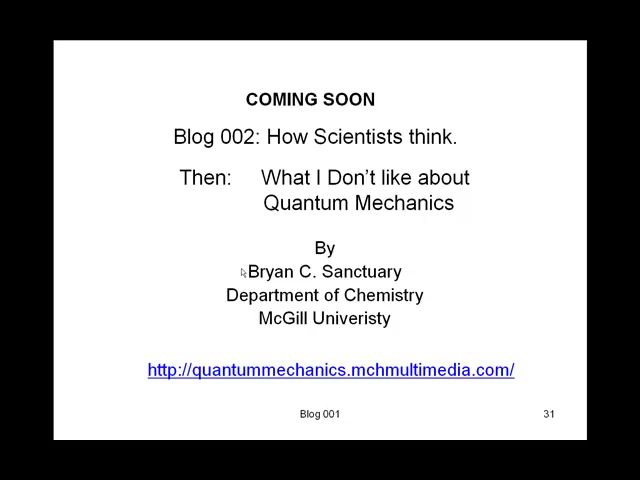 COMING SOON
Blog 002: How Scientists think.
Then: What I Don't like about
Quantum Mechanics
By
Bryan C. Sanctuary
Department of Chemistry
McGill Univeristy
http://quantummechanics.mchmultimedia.com/
Blog 001 31